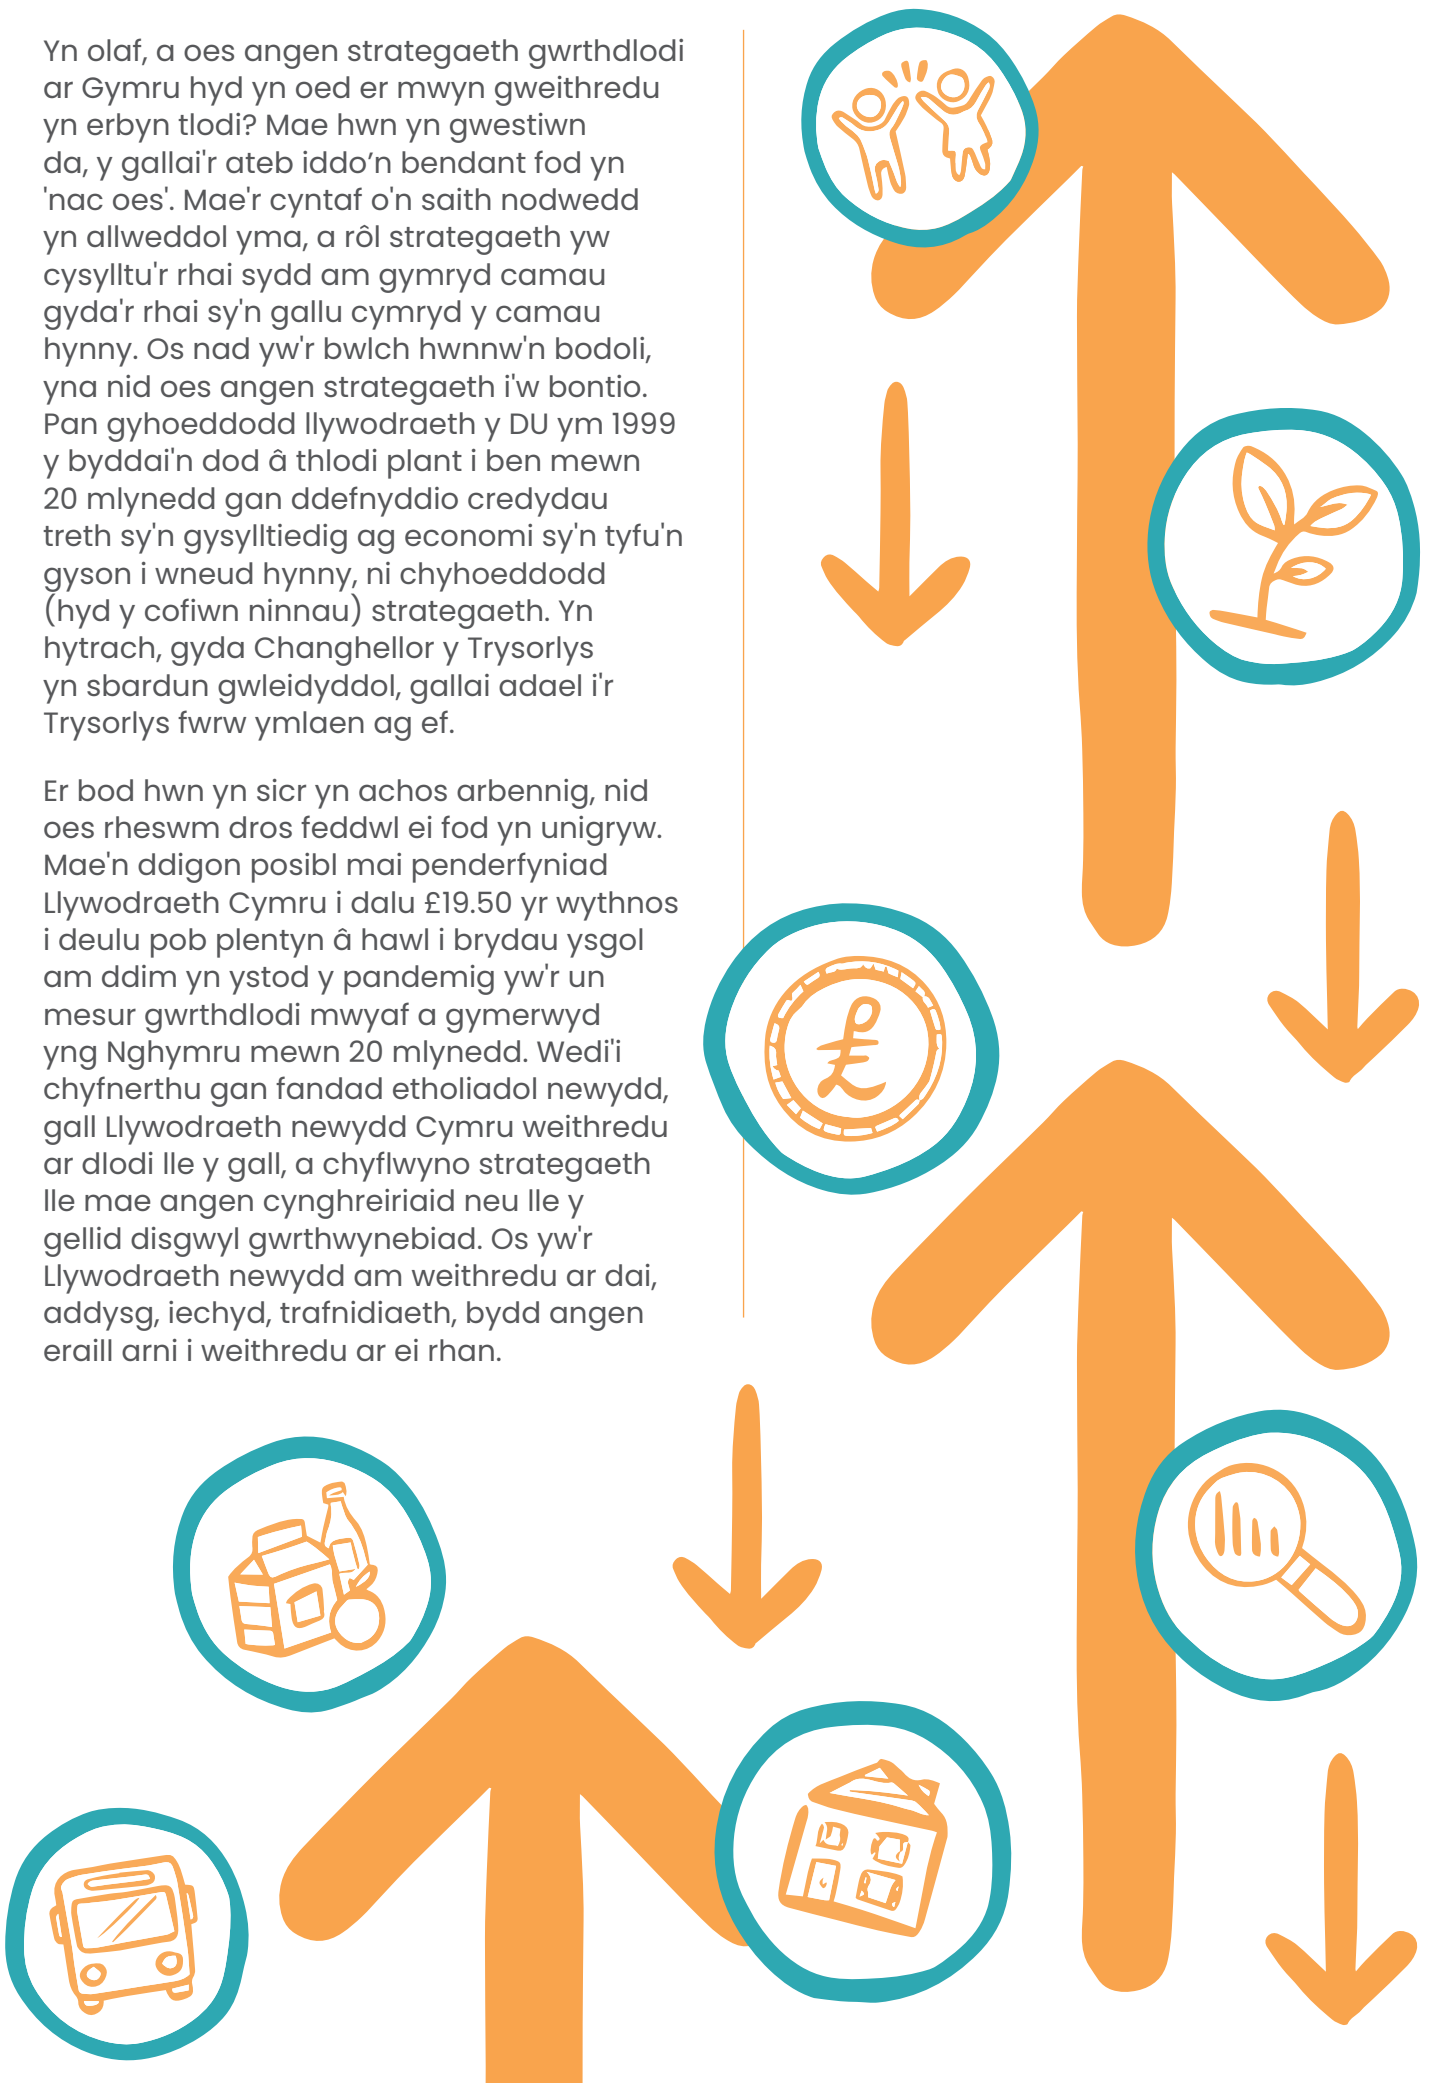 Yn olaf, a oes angen strategaeth gwrthdlodi
ar Gymru hyd yn oed er mwyn gweithredu
yn erbyn tlodi? Mae hwn yn gwestiwn
da, y gallai'r ateb iddo’n bendant fod yn
'nac oes'. Mae'r cyntaf o'n saith nodwedd
yn allweddol yma, a rôl strategaeth yw
cysylltu'r rhai sydd am gymryd camau
gyda'r rhai sy'n gallu cymryd y camau
hynny. Os nad yw'r bwlch hwnnw'n bodoli,
yna nid oes angen strategaeth i'w bontio.
Pan gyhoeddodd llywodraeth y DU ym 1999
y byddai'n dod â thlodi plant i ben mewn
20 mlynedd gan ddefnyddio credydau
treth sy'n gysylltiedig ag economi sy'n tyfu'n
gyson i wneud hynny, ni chyhoeddodd
(hyd y cofiwn ninnau) strategaeth. Yn
hytrach, gyda Changhellor y Trysorlys
yn sbardun gwleidyddol, gallai adael i'r
Trysorlys fwrw ymlaen ag ef.
Er bod hwn yn sicr yn achos arbennig, nid
oes rheswm dros feddwl ei fod yn unigryw.
Mae'n ddigon posibl mai penderfyniad
Llywodraeth Cymru i dalu £19.50 yr wythnos
i deulu pob plentyn â hawl i brydau ysgol
am ddim yn ystod y pandemig yw'r un
mesur gwrthdlodi mwyaf a gymerwyd
yng Nghymru mewn 20 mlynedd. Wedi'i
chyfnerthu gan fandad etholiadol newydd,
gall Llywodraeth newydd Cymru weithredu
ar dlodi lle y gall, a chyflwyno strategaeth
lle mae angen cynghreiriaid neu lle y
gellid disgwyl gwrthwynebiad. Os yw'r
Llywodraeth newydd am weithredu ar dai,
addysg, iechyd, trafnidiaeth, bydd angen
eraill arni i weithredu ar ei rhan.
£